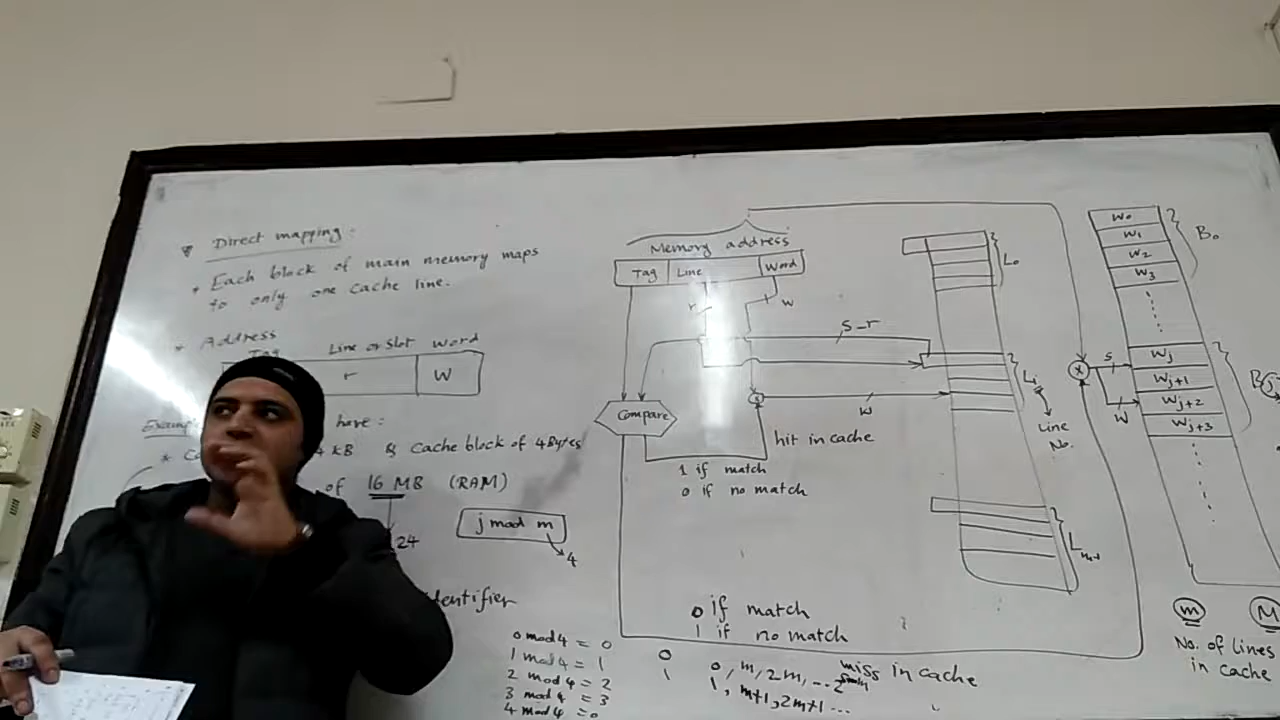 Direct mapping:
* Each block of main memory maps
to only one cache line.
* Address
Tag Line or slot Word
r W
have:
kB & Cache block of 4 Bytes
of 16 MB (RAM)
24
j mod m
4
0 mod 4 = 0
1 mod 4 = 1
2 mod 4 = 2
3 mod 4 = 3
4 mod 4 = 0
Memory address
Tag Line Word
r W
S-r
Compare
W
hit in cache
1 if match
0 if no match
0 if match
1 if no match
miss in cache
0 0, m, 2m, ...
1 1, m+1, 2m+1 ...
L0
Line
No.
W0
W1
W2
W3
B0
S
W
Wj
Wj+1
Wj+2
Wj+3
m M
No. of lines
in cache